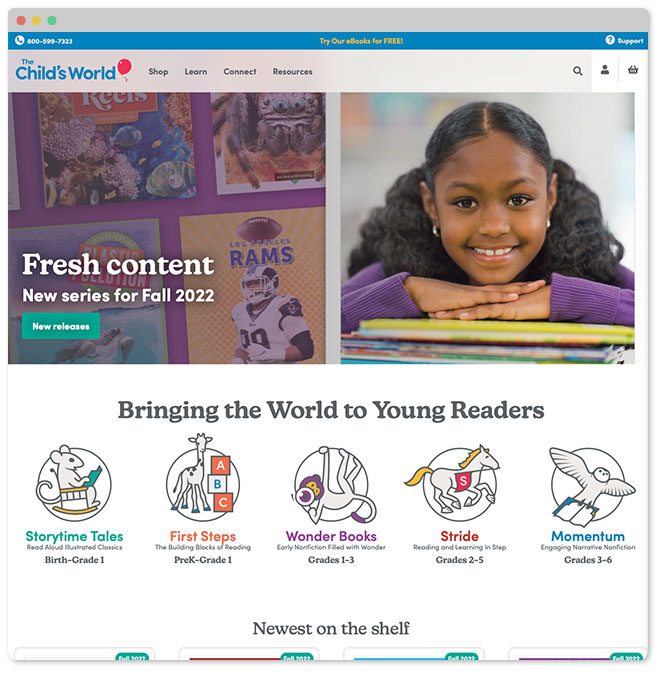 800-599-7323
Try Our eBooks for FREE!
Support
The
Child's World
Shop
Learn
Connect
Resources
Reefs
INVESTIGATING
PLASTIC
POLLUTION
LOS ANGELES
RAMS
Fresh content
New series for Fall 2022
New releases
Bringing the World to Young Readers
A
B
C
S
Storytime Tales
Read Aloud Illustrated Classics
Birth–Grade 1
First Steps
The Building Blocks of Reading
PreK–Grade 1
Wonder Books
Early Nonfiction Filled with Wonder
Grades 1–3
Stride
Reading and Learning In Step
Grades 2–5
Momentum
Engaging Narrative Nonfiction
Grades 3–6
Newest on the shelf
Fall 2022
Fall 2022
Fall 2022
Fall 2022